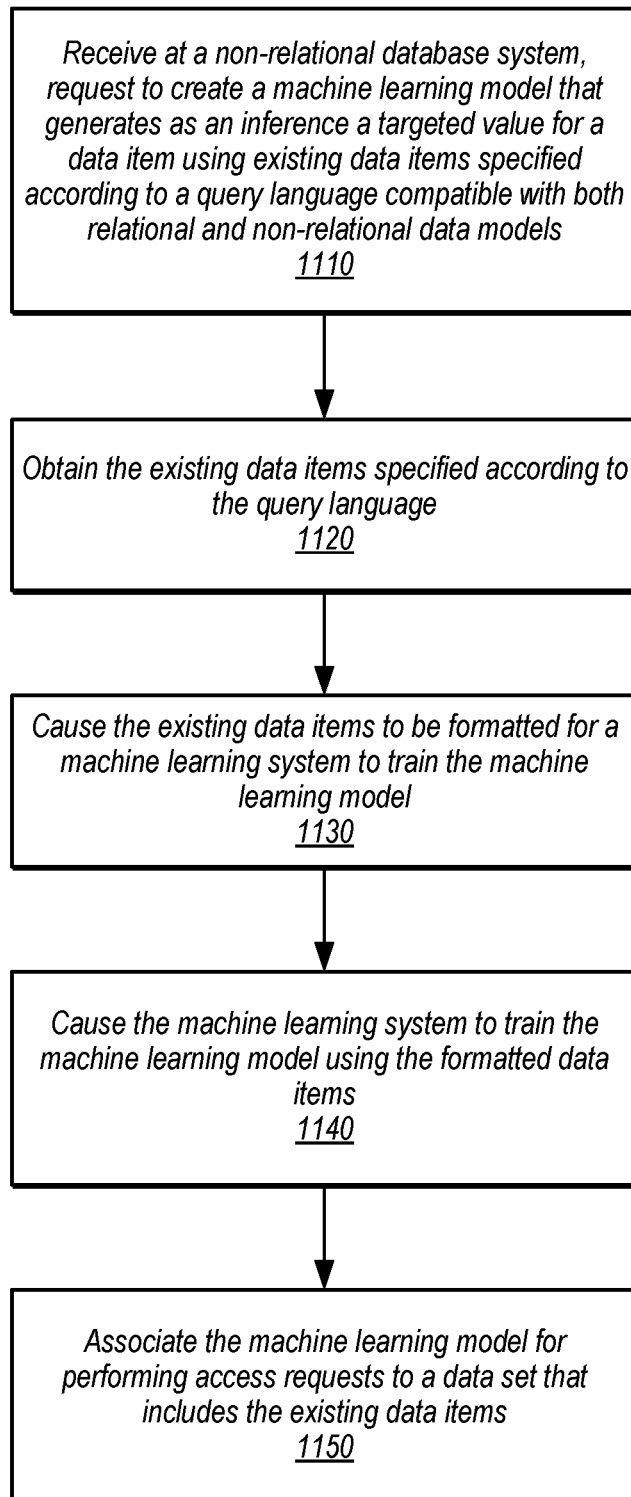 Receive at a non-relational database system,
request to create a machine learning model that
generates as an inference a targeted value for a
data item using existing data items specified
according to a query language compatible with both
relational and non-relational data models
1110
Obtain the existing data items specified according to
the query language
1120
Cause the existing data items to be formatted for a
machine learning system to train the machine
learning model
1130
Cause the machine learning system to train the
machine learning model using the formatted data
items
1140
Associate the machine learning model for
performing access requests to a data set that
includes the existing data items
1150